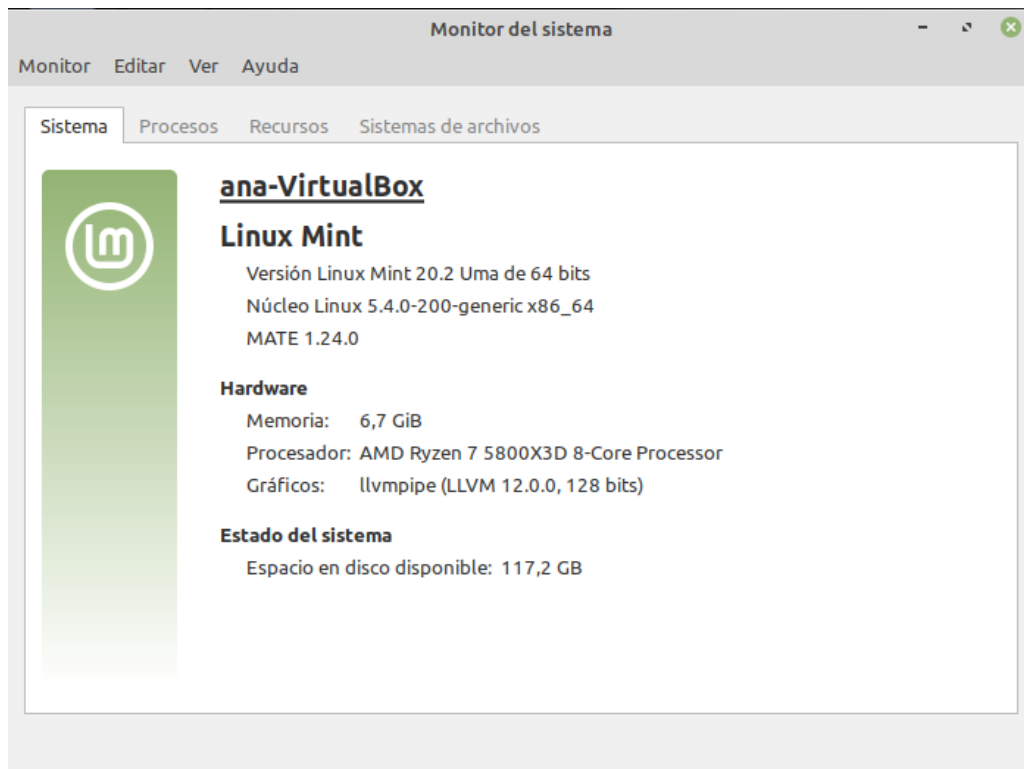 Monitor del sistema
Monitor Editar Ver Ayuda
Sistema Procesos Recursos Sistemas de archivos
ana-VirtualBox
Linux Mint
Versión Linux Mint 20.2 Uma de 64 bits
Núcleo Linux 5.4.0-200-generic x86_64
MATE 1.24.0
Hardware
Memoria: 6,7 GiB
Procesador: AMD Ryzen 7 5800X3D 8-Core Processor
Gráficos: llvmpipe (LLVM 12.0.0, 128 bits)
Estado del sistema
Espacio en disco disponible: 117,2 GB